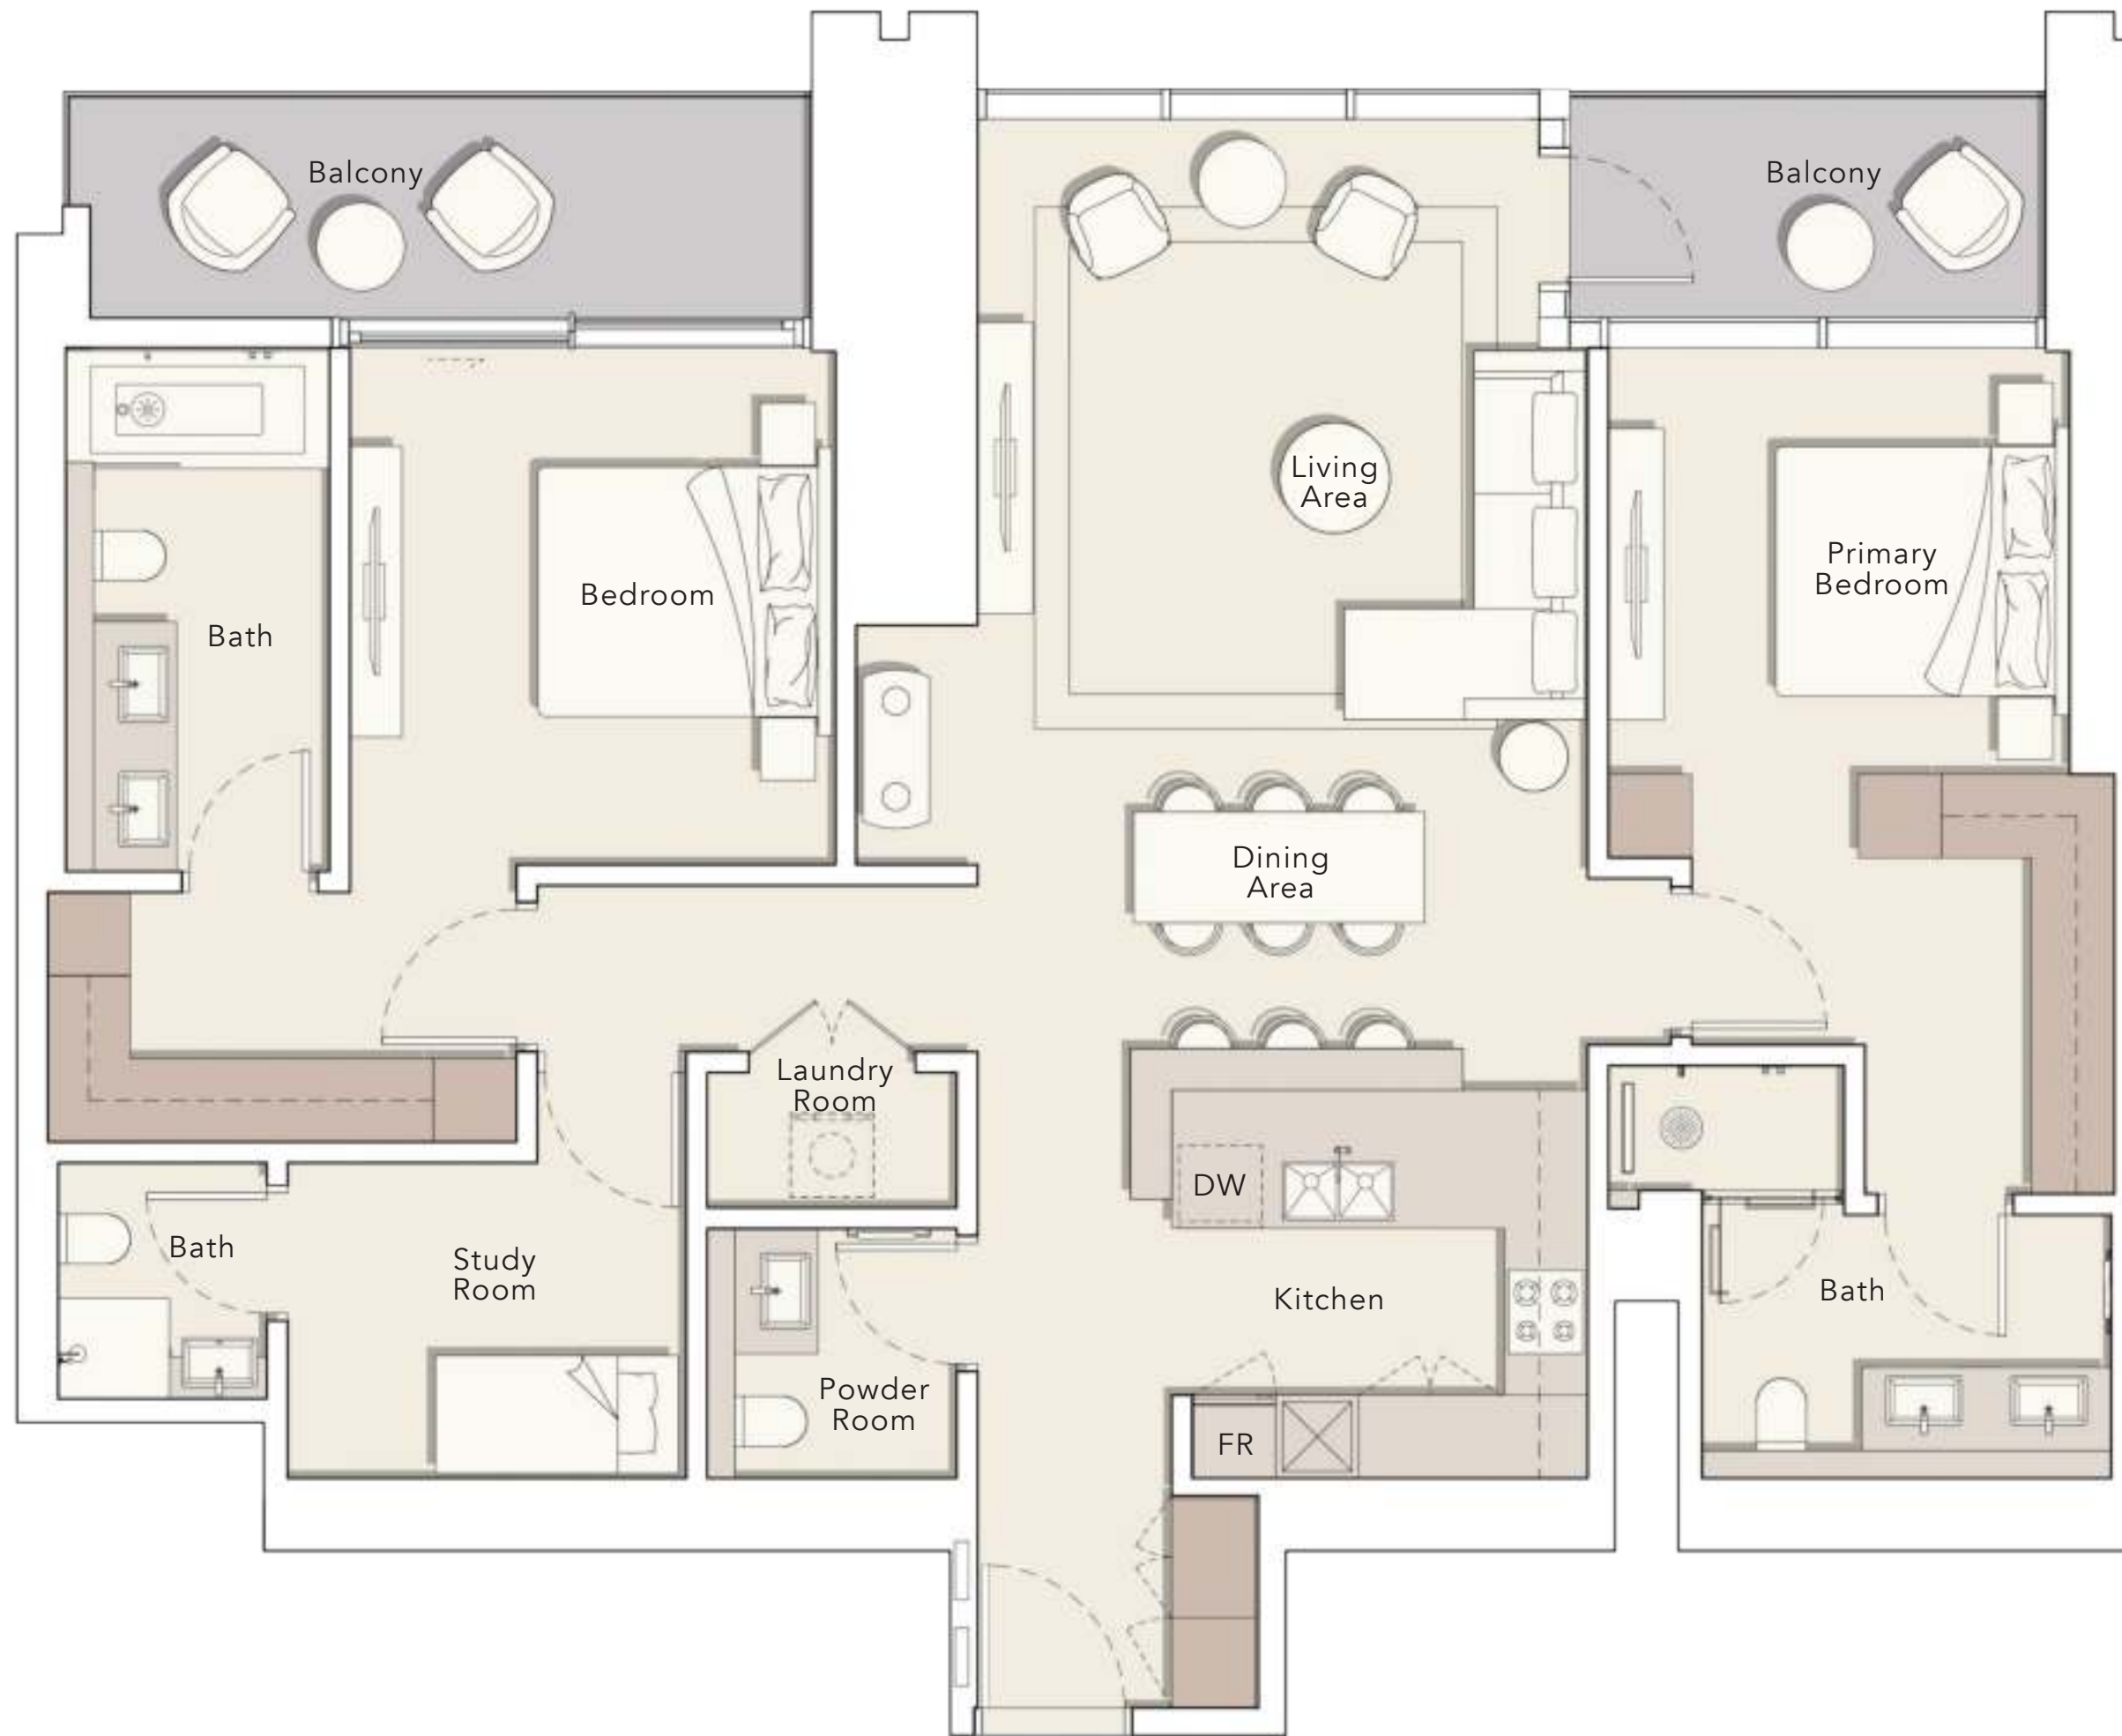 Balcony
Balcony
Living
Area
Primary
Bedroom
Bedroom
Bath
Dining
Area
Laundry
Room
DW
Bath
Study
Room
Kitchen
Bath
Powder
Room
FR